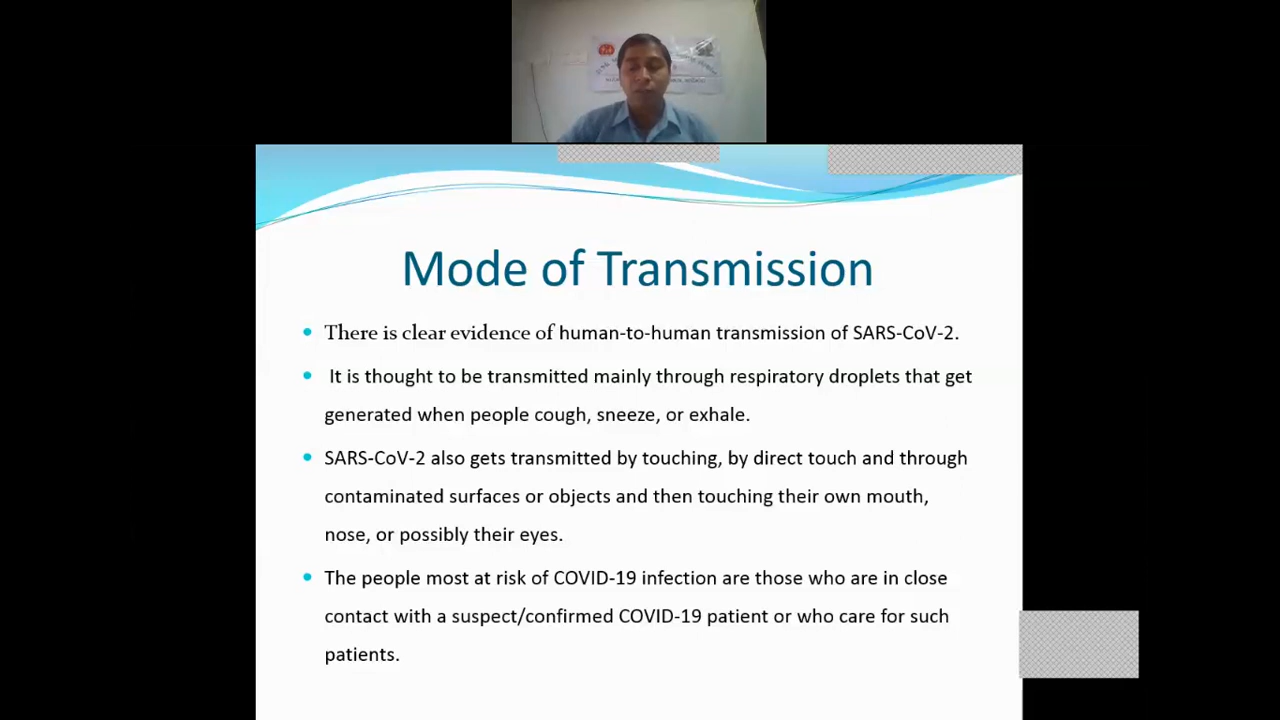 Mode of Transmission
There is clear evidence of human-to-human transmission of SARS-CoV-2.
It is thought to be transmitted mainly through respiratory droplets that get
generated when people cough, sneeze, or exhale.
SARS-CoV-2 also gets transmitted by touching, by direct touch and through
contaminated surfaces or objects and then touching their own mouth,
nose, or possibly their eyes.
The people most at risk of COVID-19 infection are those who are in close
contact with a suspect/confirmed COVID-19 patient or who care for such
patients.